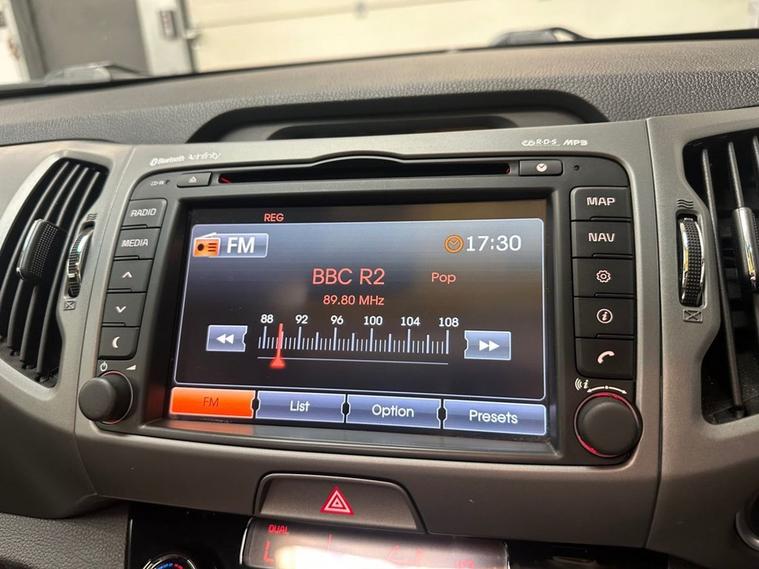 Bluetooth infinity
CD R·D·S MP3
CD-IN
RADIO
MEDIA
REG
FM
17:30
BBC R2
Pop
89.80 MHz
88 92 96 100 104 108
FM
List
Option
Presets
MAP
NAV
i
i
DUAL